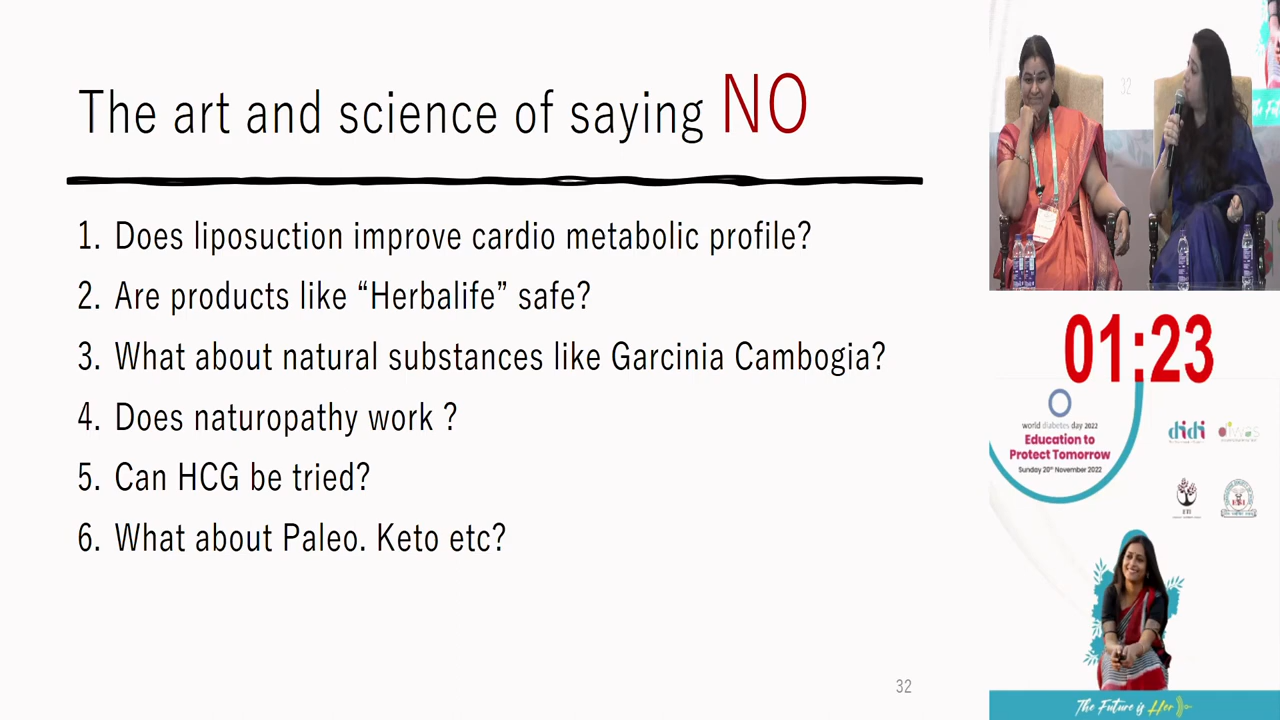 The art and science of saying NO
1. Does liposuction improve cardio metabolic profile?
2. Are products like “Herbalife” safe?
3. What about natural substances like Garcinia Cambogia?
4. Does naturopathy work ?
5. Can HCG be tried?
6. What about Paleo. Keto etc?
32
32
01:23
world diabetes day 2022
Education to
Protect Tomorrow
Sunday 20th November 2022
didi
The Future is Her